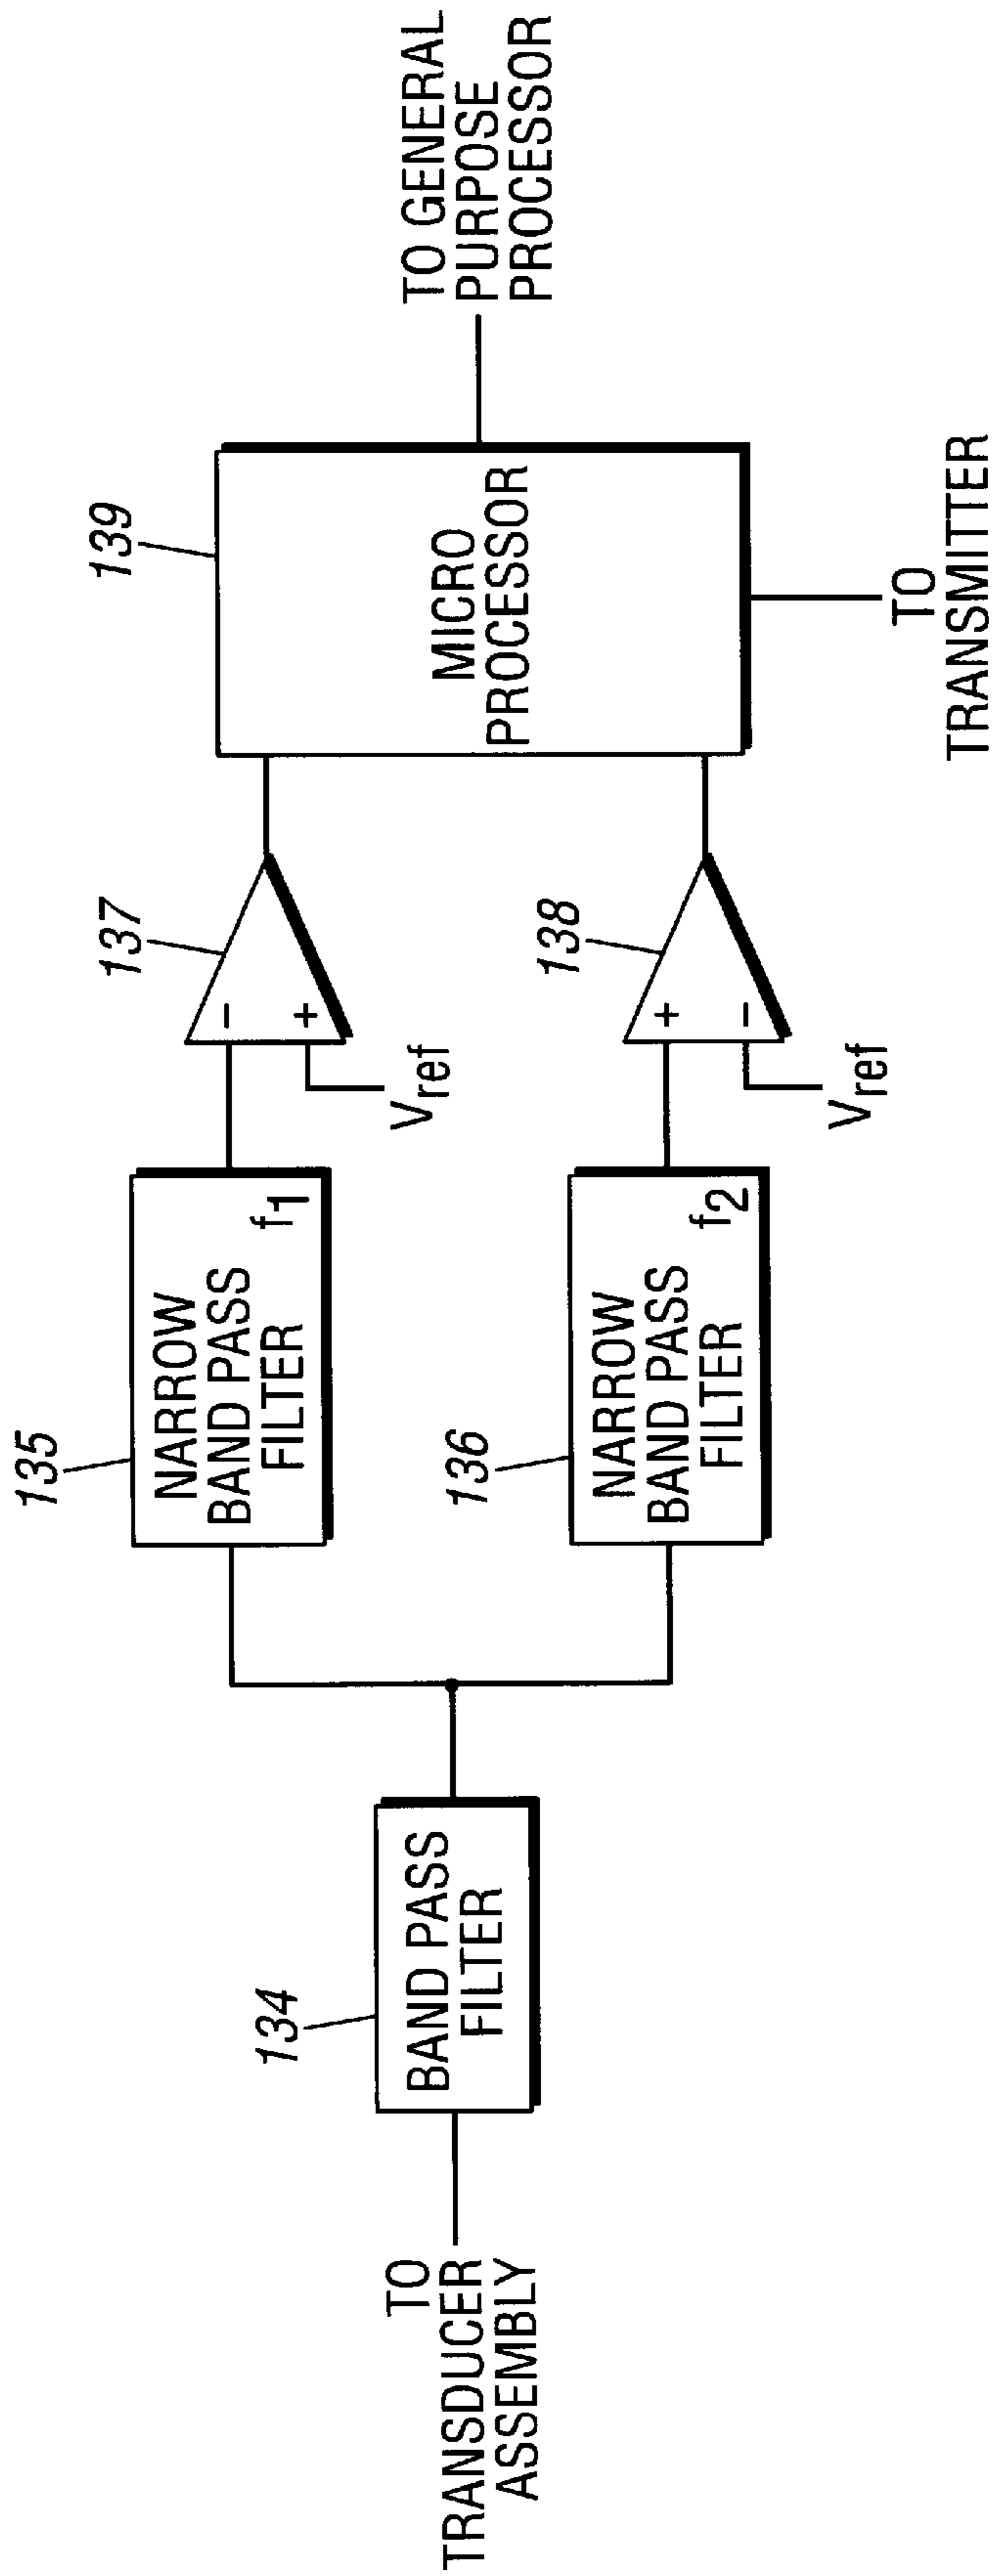 TO
TRANSDUCER
ASSEMBLY
134
BAND PASS
FILTER
135
NARROW
BAND PASS
FILTER
f1
136
NARROW
BAND PASS
FILTER
f2
137
−
+
Vref
138
+
−
Vref
139
MICRO
PROCESSOR
TO GENERAL
PURPOSE
PROCESSOR
TO
TRANSMITTER